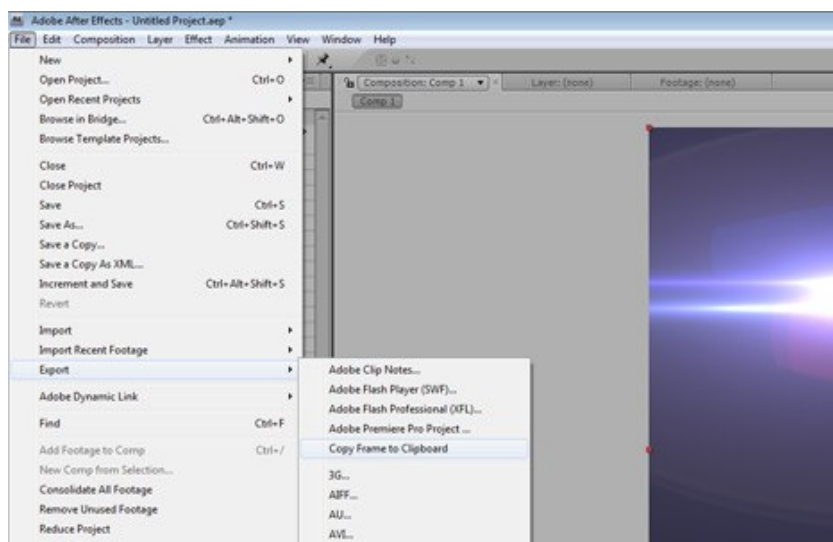 Adobe After Effects - Untitled Project.aep *
File Edit Composition Layer Effect Animation View Window Help
New
Open Project... Ctrl+O
Open Recent Projects
Browse in Bridge... Ctrl+Alt+Shift+O
Browse Template Projects...
Close Ctrl+W
Close Project
Save Ctrl+S
Save As... Ctrl+Shift+S
Save a Copy...
Save a Copy As XML...
Increment and Save Ctrl+Alt+Shift+S
Revert
Import
Import Recent Footage
Export
Adobe Dynamic Link
Find Ctrl+F
Add Footage to Comp Ctrl+/
New Comp from Selection...
Consolidate All Footage
Remove Unused Footage
Reduce Project
Composition: Comp 1 Layer: (none) Footage: (none)
Comp 1
Adobe Clip Notes...
Adobe Flash Player (SWF)...
Adobe Flash Professional (XFL)...
Adobe Premiere Pro Project ...
Copy Frame to Clipboard
3G...
AIFF...
AU...
AVI...